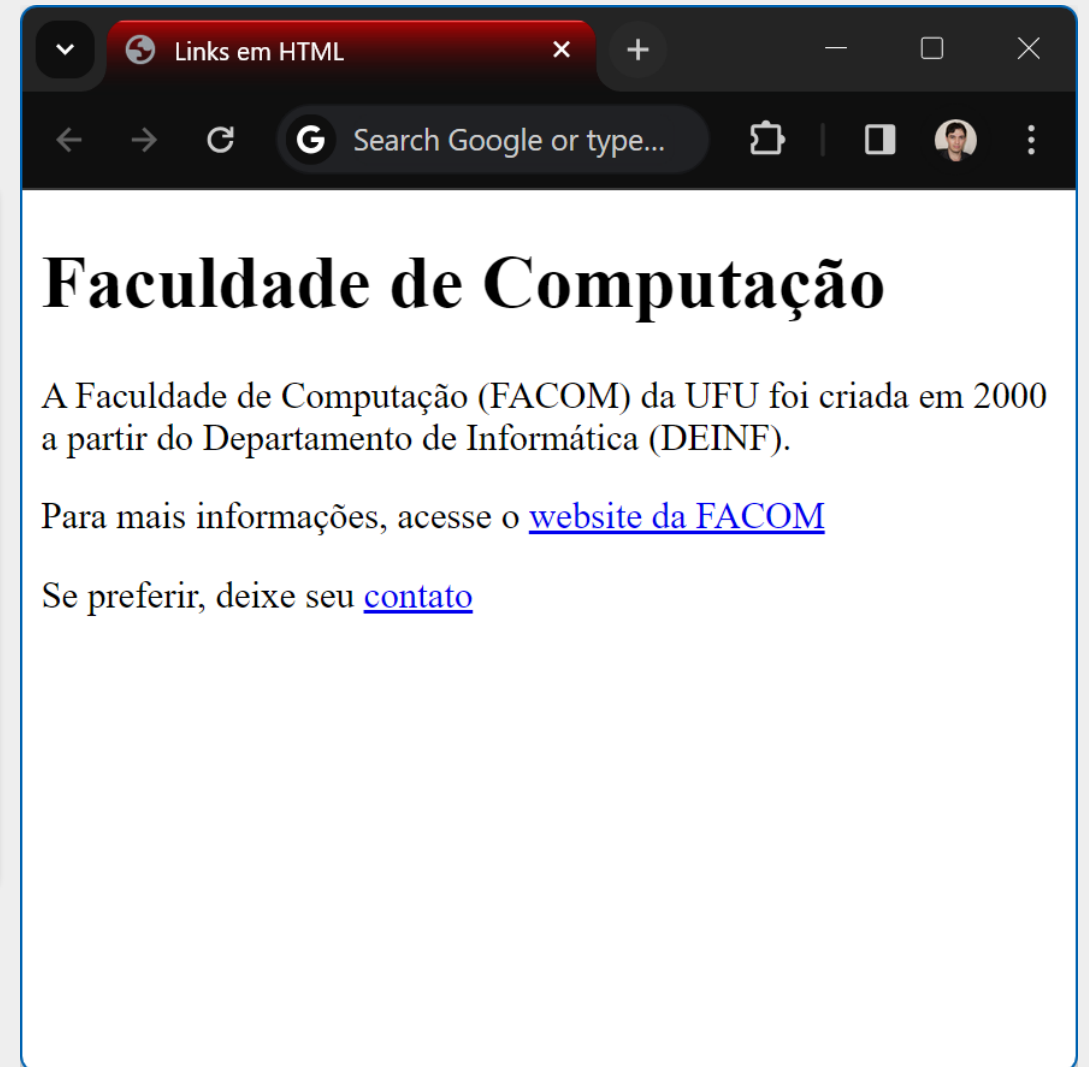 Links em HTML
Search Google or type...
Faculdade de Computação
A Faculdade de Computação (FACOM) da UFU foi criada em 2000
a partir do Departamento de Informática (DEINF).
Para mais informações, acesse o website da FACOM
Se preferir, deixe seu contato